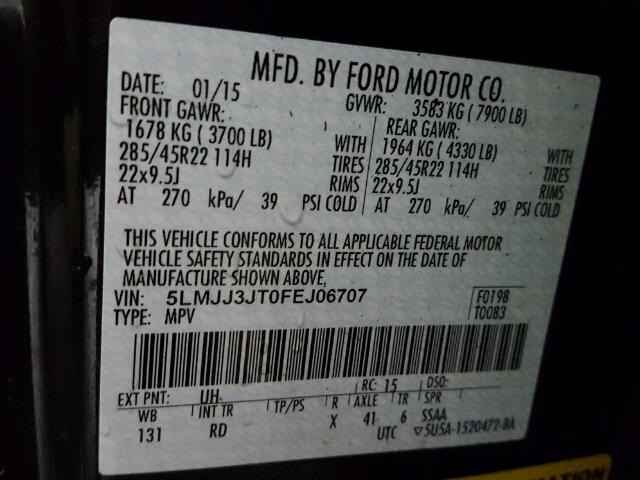 MFD. BY FORD MOTOR CO.
DATE: 01/15 GVWR: 3583 KG ( 7900 LB)
FRONT GAWR: REAR GAWR:
1678 KG ( 3700 LB) WITH 1964 KG ( 4330 LB) WITH
285/45R22 114H TIRES 285/45R22 114H TIRES
22x9.5J RIMS 22x9.5J RIMS
AT 270 kPa/ 39 PSI COLD AT 270 kPa/ 39 PSI COLD
THIS VEHICLE CONFORMS TO ALL APPLICABLE FEDERAL MOTOR
VEHICLE SAFETY STANDARDS IN EFFECT ON THE DATE OF
MANUFACTURE SHOWN ABOVE,
VIN: 5LMJJ3JT0FEJ06707 F0198
TYPE: MPV T0083
EXT PNT: UH RC: 15 DSO:
WB INT TR TP/PS R AXLE TR SPR
131 RD X 41 6 SSAA
UTC ▽5U5A-1520472-BA